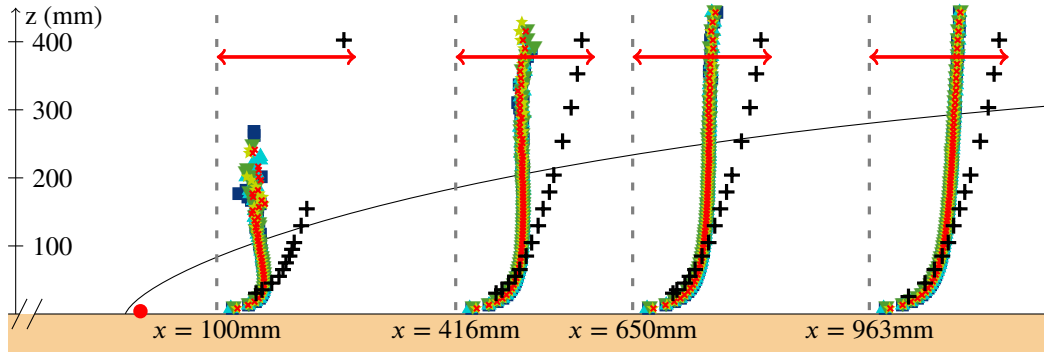 z (mm)
400
300
200
100
x = 100mm
x = 416mm
x = 650mm
x = 963mm